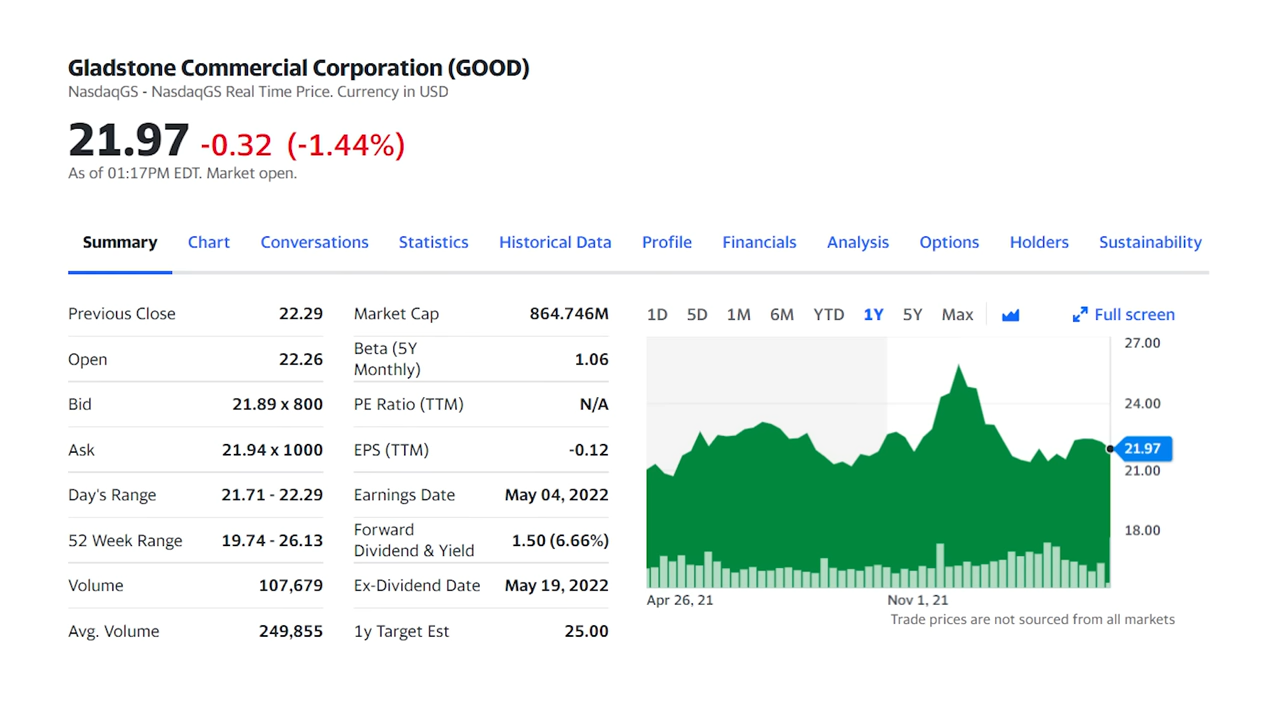 Gladstone Commercial Corporation (GOOD)
NasdaqGS - NasdaqGS Real Time Price. Currency in USD
21.97 -0.32 (-1.44%)
As of 01:17PM EDT. Market open.
Summary Chart Conversations Statistics Historical Data Profile Financials Analysis Options Holders Sustainability
Previous Close 22.29
Open 22.26
Bid 21.89 x 800
Ask 21.94 x 1000
Day's Range 21.71 - 22.29
52 Week Range 19.74 - 26.13
Volume 107,679
Avg. Volume 249,855
Market Cap 864.746M
Beta (5Y
Monthly) 1.06
PE Ratio (TTM) N/A
EPS (TTM) -0.12
Earnings Date May 04, 2022
Forward
Dividend & Yield 1.50 (6.66%)
Ex-Dividend Date May 19, 2022
1y Target Est 25.00
1D 5D 1M 6M YTD 1Y 5Y Max Full screen
27.00
24.00
21.97
21.00
18.00
Apr 26, 21 Nov 1, 21
Trade prices are not sourced from all markets